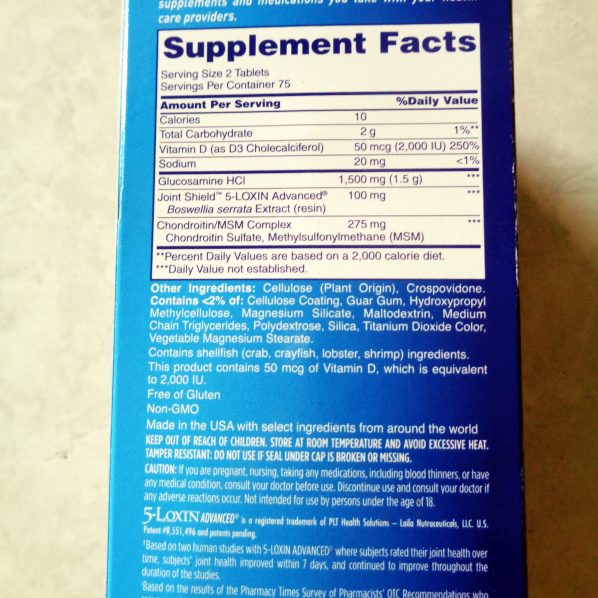 supplements and medications you take with your health
care providers.
Supplement Facts
Serving Size 2 Tablets
Servings Per Container 75
Amount Per Serving %Daily Value
Calories 10
Total Carbohydrate 2 g 1%**
Vitamin D (as D3 Cholecalciferol) 50 mcg (2,000 IU) 250%
Sodium 20 mg <1%
Glucosamine HCl 1,500 mg (1.5 g) ***
Joint Shield™ 5-LOXIN Advanced® 100 mg ***
Boswellia serrata Extract (resin)
Chondroitin/MSM Complex 275 mg ***
Chondroitin Sulfate, Methylsulfonylmethane (MSM)
**Percent Daily Values are based on a 2,000 calorie diet.
***Daily Value not established.
Other Ingredients: Cellulose (Plant Origin), Crospovidone.
Contains <2% of: Cellulose Coating, Guar Gum, Hydroxypropyl
Methylcellulose, Magnesium Silicate, Maltodextrin, Medium
Chain Triglycerides, Polydextrose, Silica, Titanium Dioxide Color,
Vegetable Magnesium Stearate.
Contains shellfish (crab, crayfish, lobster, shrimp) ingredients.
This product contains 50 mcg of Vitamin D, which is equivalent
to 2,000 IU.
Free of Gluten
Non-GMO
Made in the USA with select ingredients from around the world
KEEP OUT OF REACH OF CHILDREN. STORE AT ROOM TEMPERATURE AND AVOID EXCESSIVE HEAT.
TAMPER RESISTANT: DO NOT USE IF SEAL UNDER CAP IS BROKEN OR MISSING.
CAUTION: If you are pregnant, nursing, taking any medications, including blood thinners, or have
any medical condition, consult your doctor before use. Discontinue use and consult your doctor if
any adverse reactions occur. Not intended for use by persons under the age of 18.
5-LOXIN ADVANCED® is a registered trademark of PLT Health Solutions – Laila Nutraceuticals, LLC. U.S.
Patent #8,551,496 and patents pending.
Based on two human studies with 5-LOXIN ADVANCED® where subjects rated their joint health over
time, subjects' joint health improved within 7 days, and continued to improve throughout the
duration of the studies.
Based on the results of the Pharmacy Times Survey of Pharmacists' OTC Recommendations who